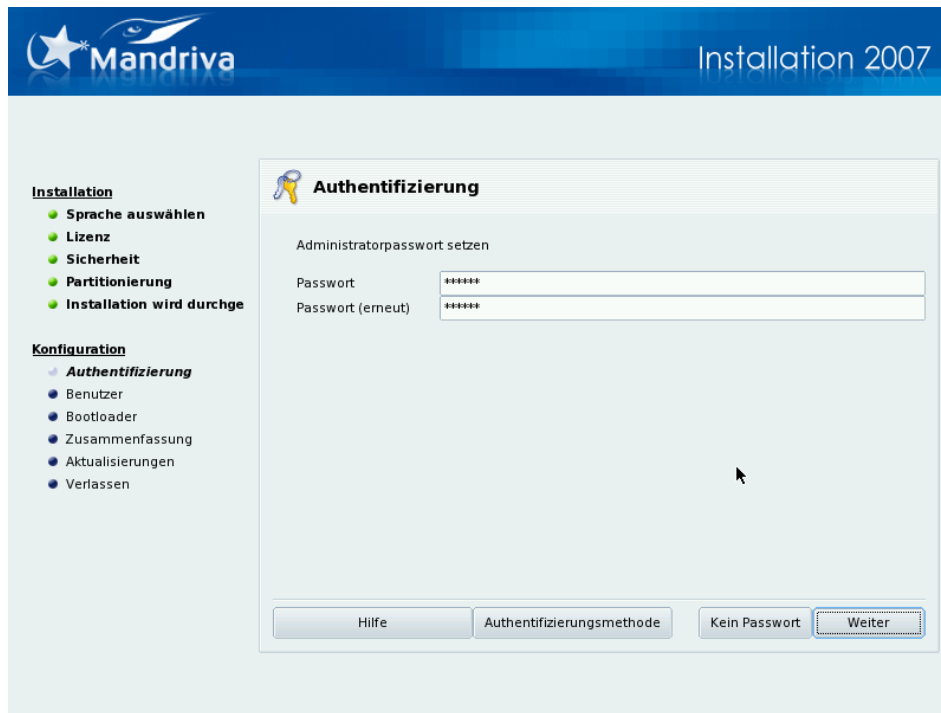 Mandriva
Installation 2007
Installation
Sprache auswählen
Lizenz
Sicherheit
Partitionierung
Installation wird durchge
Konfiguration
Authentifizierung
Benutzer
Bootloader
Zusammenfassung
Aktualisierungen
Verlassen
Authentifizierung
Administratorpasswort setzen
Passwort ******
Passwort (erneut) ******
Hilfe Authentifizierungsmethode Kein Passwort Weiter